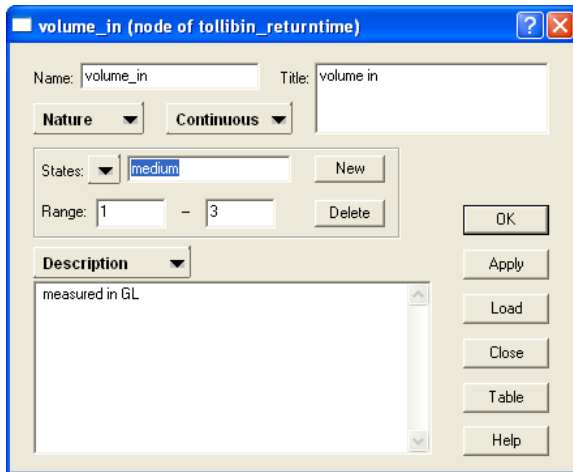 volume_in (node of tollibin_returntime)
Name: volume_in Title: volume in
Nature Continuous
States: medium New
Range: 1 – 3 Delete
OK
Description Apply
measured in GL
Load
Close
Table
Help